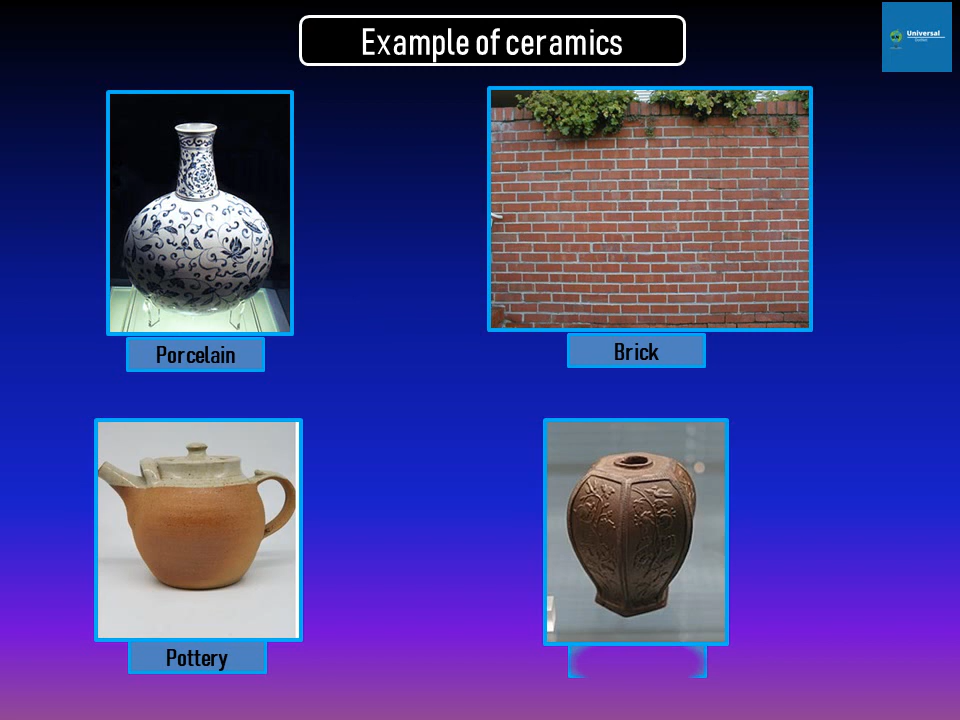 Example of ceramics
Universal
Porcelain
Brick
Pottery